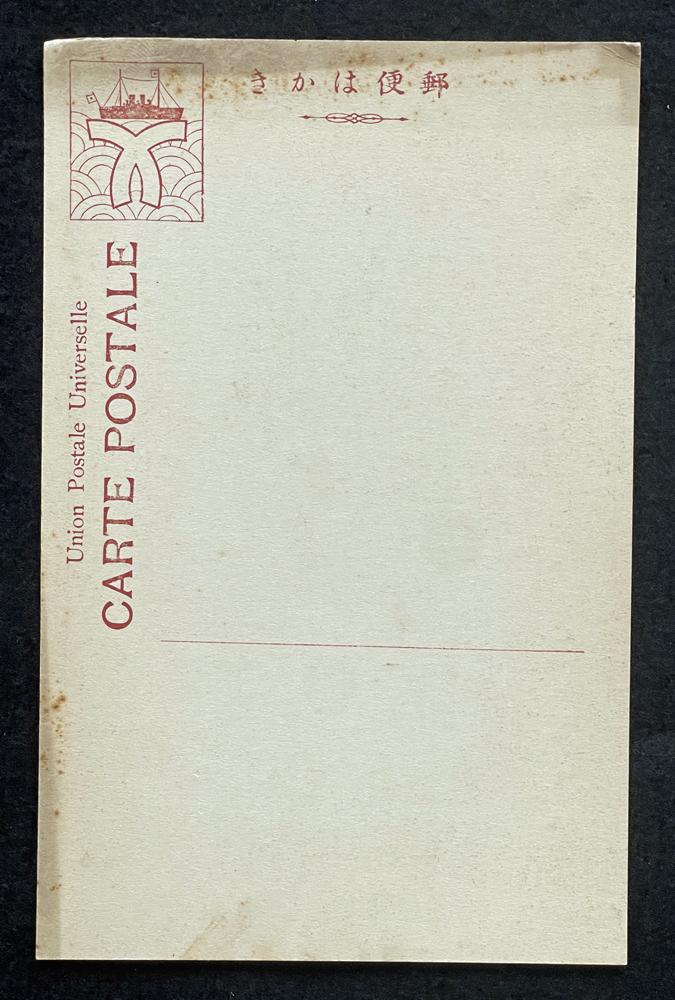 郵便はかき
Union Postale Universelle
CARTE POSTALE